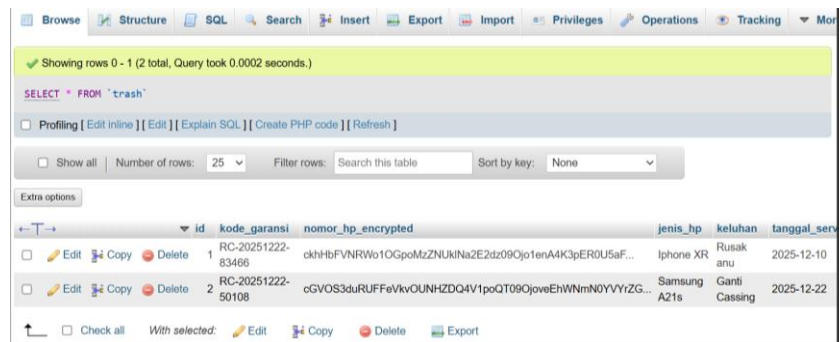 Browse Structure SQL Search Insert Export Import Privileges Operations Tracking Mor
Showing rows 0 - 1 (2 total, Query took 0.0002 seconds.)
SELECT * FROM `trash`
Profiling [ Edit inline ] [ Edit ] [ Explain SQL ] [ Create PHP code ] [ Refresh ]
Show all | Number of rows: 25 Filter rows: Search this table Sort by key: None
Extra options
←T→ id kode_garansi nomor_hp_encrypted jenis_hp keluhan tanggal_serv
Edit Copy Delete 1 RC-20251222-83466 ckhHbFVNRWo1OGpoMzZNUklNa2E2dz09Ojo1enA4K3pER0U5aF... Iphone XR Rusak anu 2025-12-10
Edit Copy Delete 2 RC-20251222-50108 cGVOS3duRUFFeVkvOUNHZDQ4V1poQT09OjoveEhWNmN0YVYrZG... Samsung A21s Ganti Cassing 2025-12-22
Check all With selected: Edit Copy Delete Export